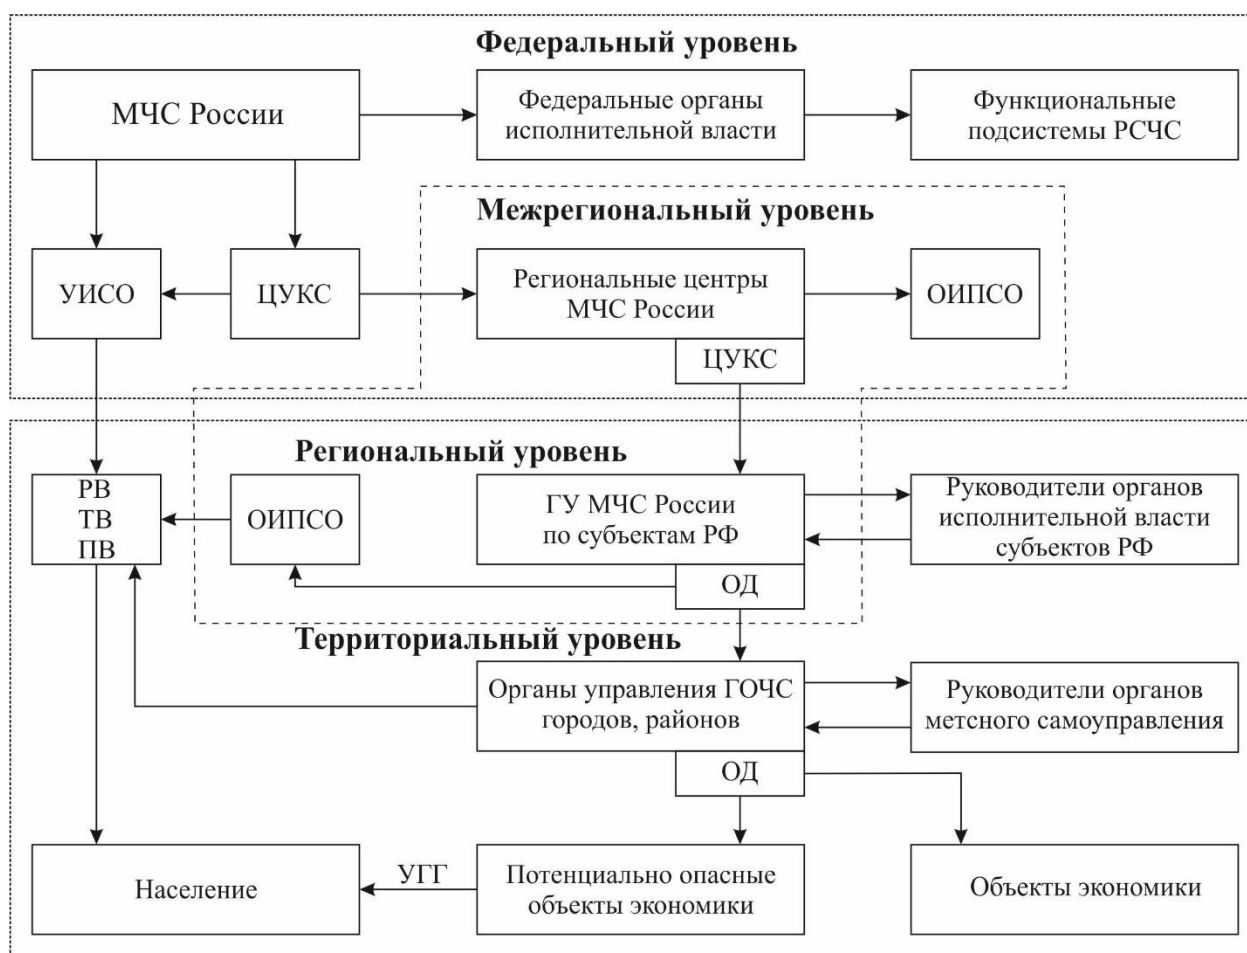 Федеральный уровень
МЧС России
Федеральные органы
исполнительной власти
Функциональные
подсистемы РСЧС
Межрегиональный уровень
УИСО
ЦУКС
Региональные центры
МЧС России
ОИПСО
ЦУКС
Региональный уровень
РВ
ТВ
ПВ
ОИПСО
ГУ МЧС России
по субъектам РФ
Руководители органов
исполнительной власти
субъектов РФ
ОД
Территориальный уровень
Органы управления ГОЧС
городов, районов
Руководители органов
метсного самоуправления
ОД
Население
УГГ
Потенциально опасные
объекты экономики
Объекты экономики